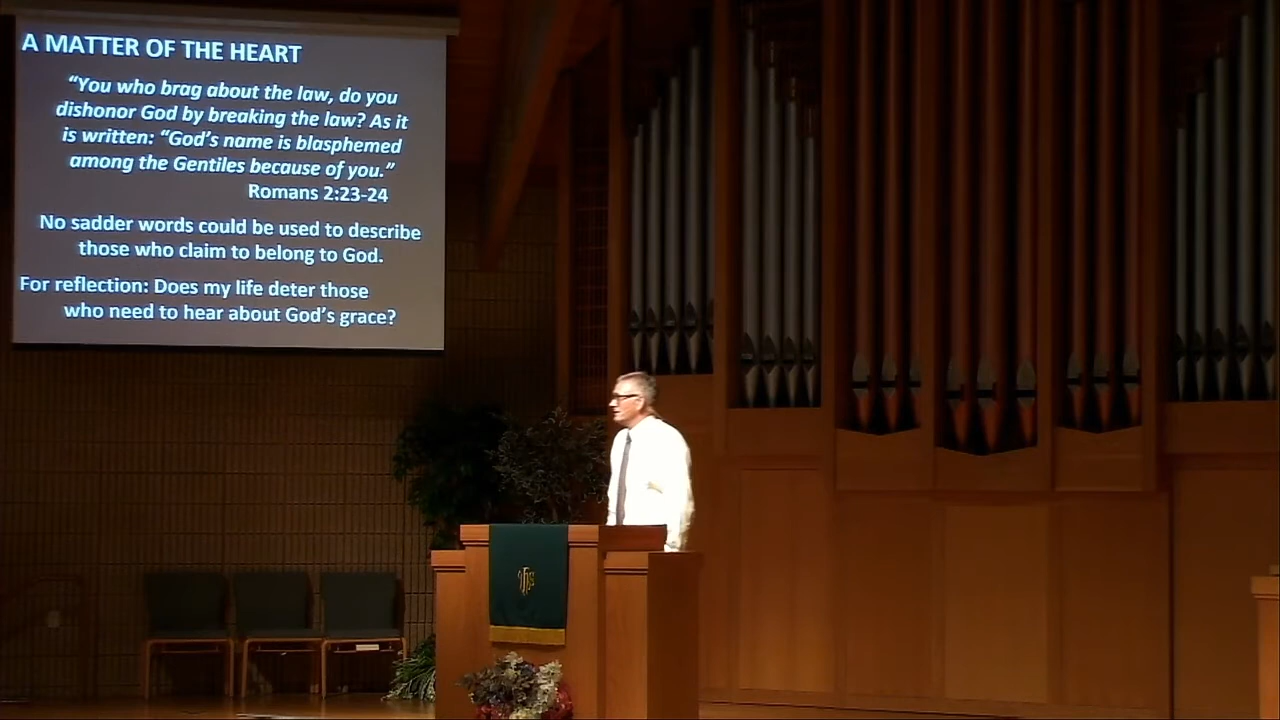 A MATTER OF THE HEART
“You who brag about the law, do you
dishonor God by breaking the law? As it
is written: “God’s name is blasphemed
among the Gentiles because of you.”
Romans 2:23-24
No sadder words could be used to describe
those who claim to belong to God.
For reflection: Does my life deter those
who need to hear about God’s grace?
IHS